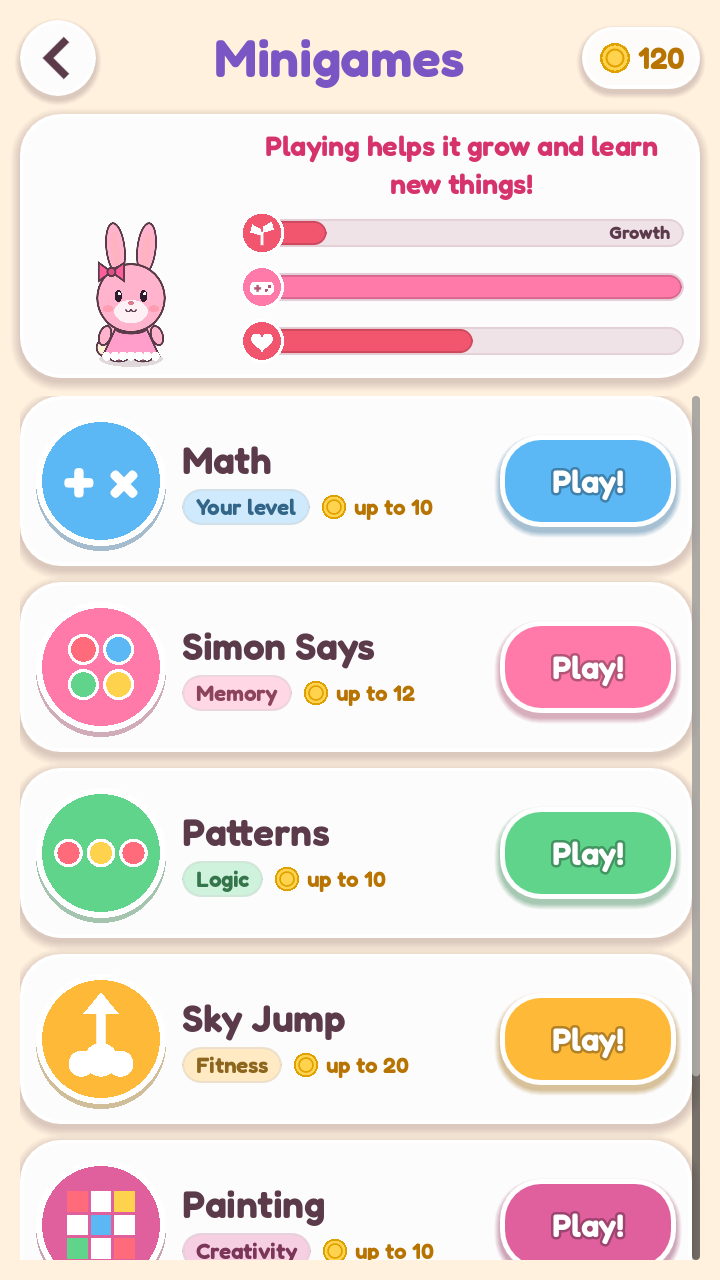 Minigames
120
Playing helps it grow and learn
new things!
Growth
Math
Your level
up to 10
Play!
Simon Says
Memory
up to 12
Play!
Patterns
Logic
up to 10
Play!
Sky Jump
Fitness
up to 20
Play!
Painting
Creativity
up to 10
Play!